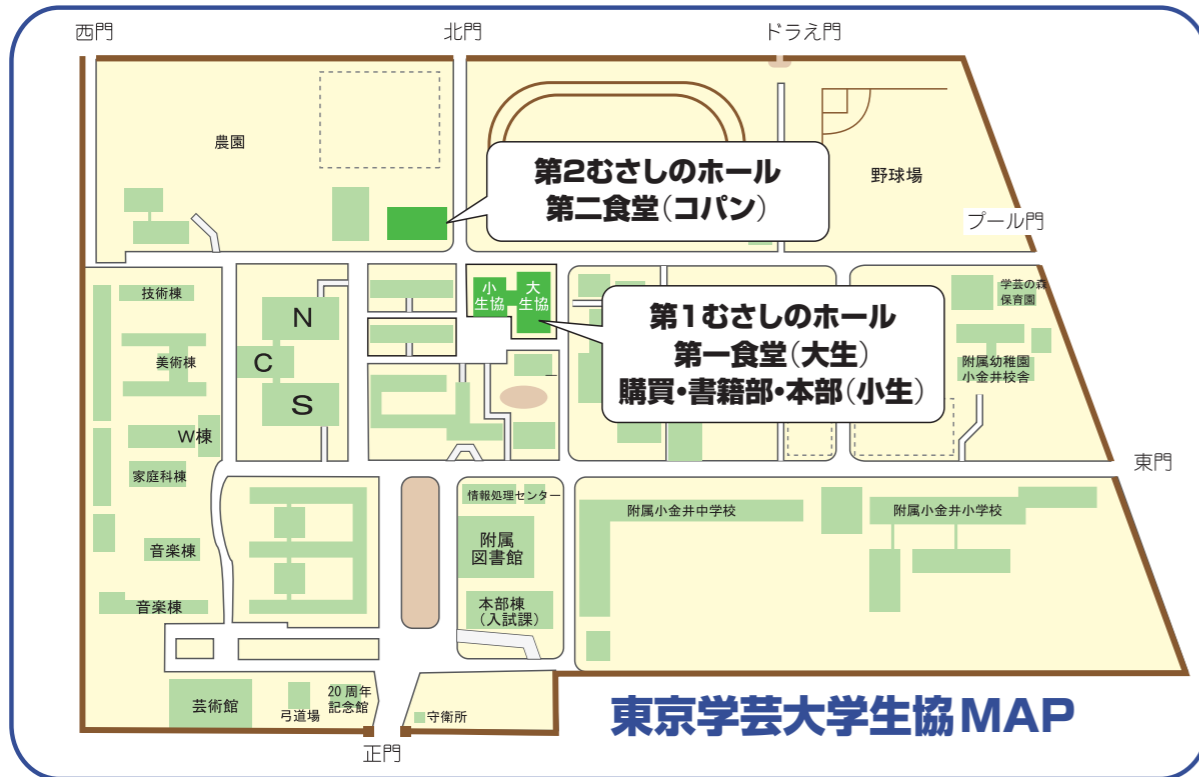 西門
北門
ドラえ門
農園
第2むさしのホール
第二食堂(コパン)
野球場
プール門
小生協
大生協
技術棟
N
学芸の森
保育園
第1むさしのホール
第一食堂(大生)
購買・書籍部・本部(小生)
美術棟
C
附属幼稚園
小金井校舎
S
W棟
東門
家庭科棟
情報処理センター
附属小金井中学校
附属小金井小学校
附属
図書館
音楽棟
音楽棟
本部棟
(入試課)
芸術館
弓道場
20周年
記念館
守衛所
東京学芸大学生協MAP
正門